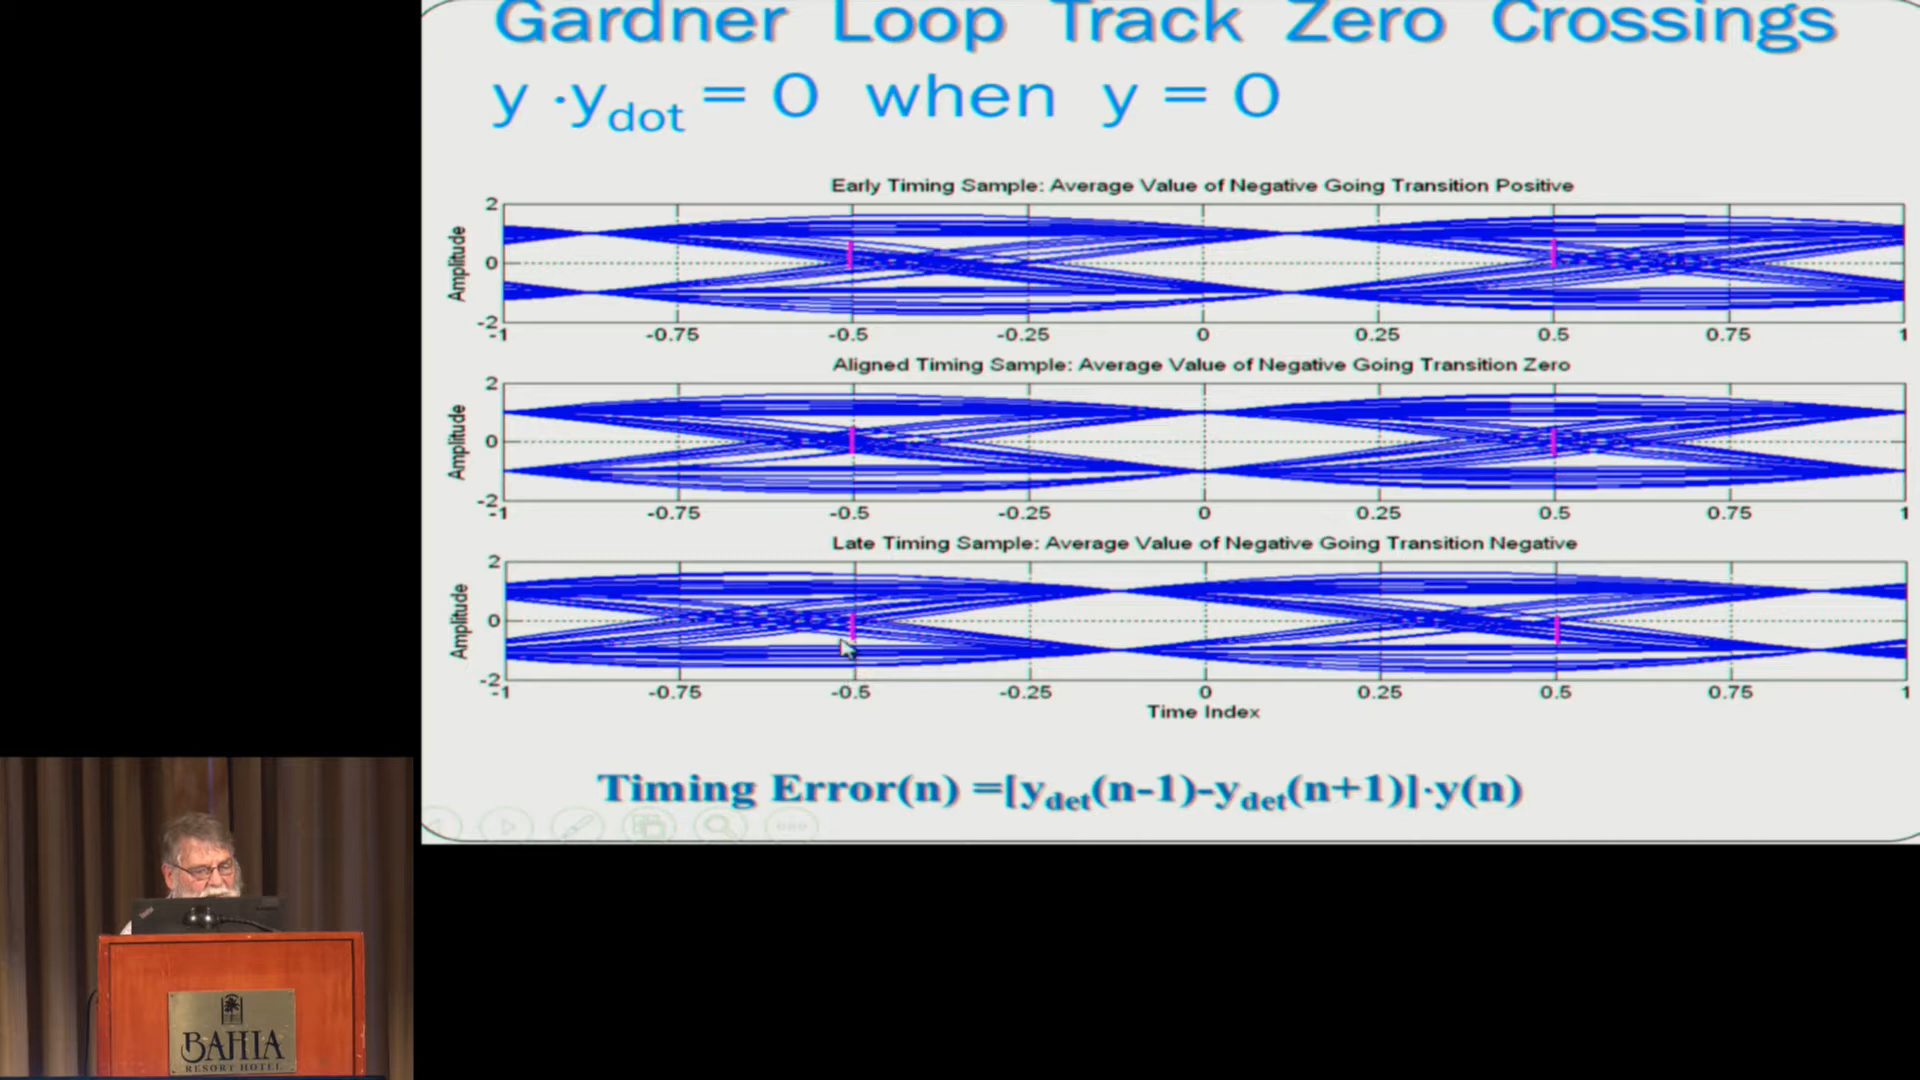 Gardner Loop Track Zero Crossings
y ·ydot = 0 when y = 0
Early Timing Sample: Average Value of Negative Going Transition Positive
Amplitude
2
0
-2
-1 -0.75 -0.5 -0.25 0 0.25 0.5 0.75 1
Aligned Timing Sample: Average Value of Negative Going Transition Zero
Amplitude
2
0
-2
-1 -0.75 -0.5 -0.25 0 0.25 0.5 0.75 1
Late Timing Sample: Average Value of Negative Going Transition Negative
Amplitude
2
0
-2
-1 -0.75 -0.5 -0.25 0 0.25 0.5 0.75 1
Time Index
Timing Error(n) =[ydet(n-1)-ydet(n+1)]·y(n)
BAHIA
RESORT HOTEL